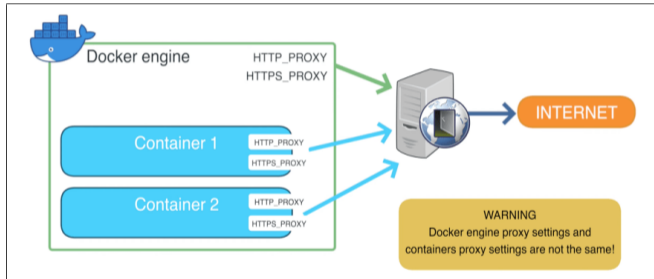 Docker engine
HTTP_PROXY
HTTPS_PROXY
Container 1
HTTP_PROXY
HTTPS_PROXY
Container 2
HTTP_PROXY
HTTPS_PROXY
INTERNET
WARNING
Docker engine proxy settings and
containers proxy settings are not the same!